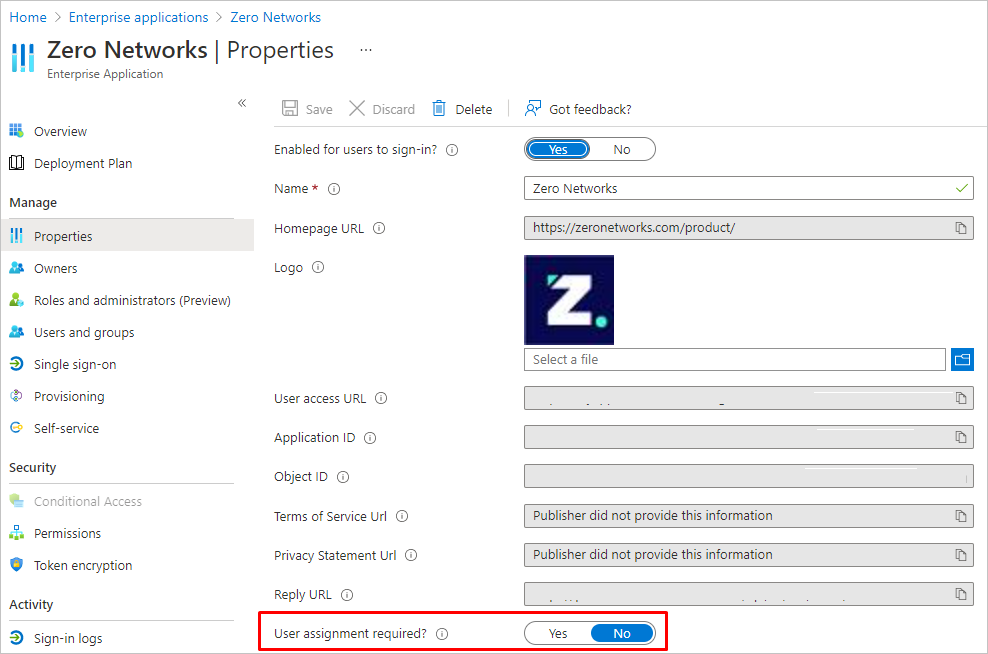 Home > Enterprise applications > Zero Networks
Zero Networks | Properties ...
Enterprise Application
«
Overview
Deployment Plan
Manage
Properties
Owners
Roles and administrators (Preview)
Users and groups
Single sign-on
Provisioning
Self-service
Security
Conditional Access
Permissions
Token encryption
Activity
Sign-in logs
Save Discard Delete Got feedback?
Enabled for users to sign-in? Yes No
Name * Zero Networks
Homepage URL https://zeronetworks.com/product/
Logo
Z.
Select a file
User access URL
Application ID
Object ID
Terms of Service Url Publisher did not provide this information
Privacy Statement Url Publisher did not provide this information
Reply URL
User assignment required? Yes No